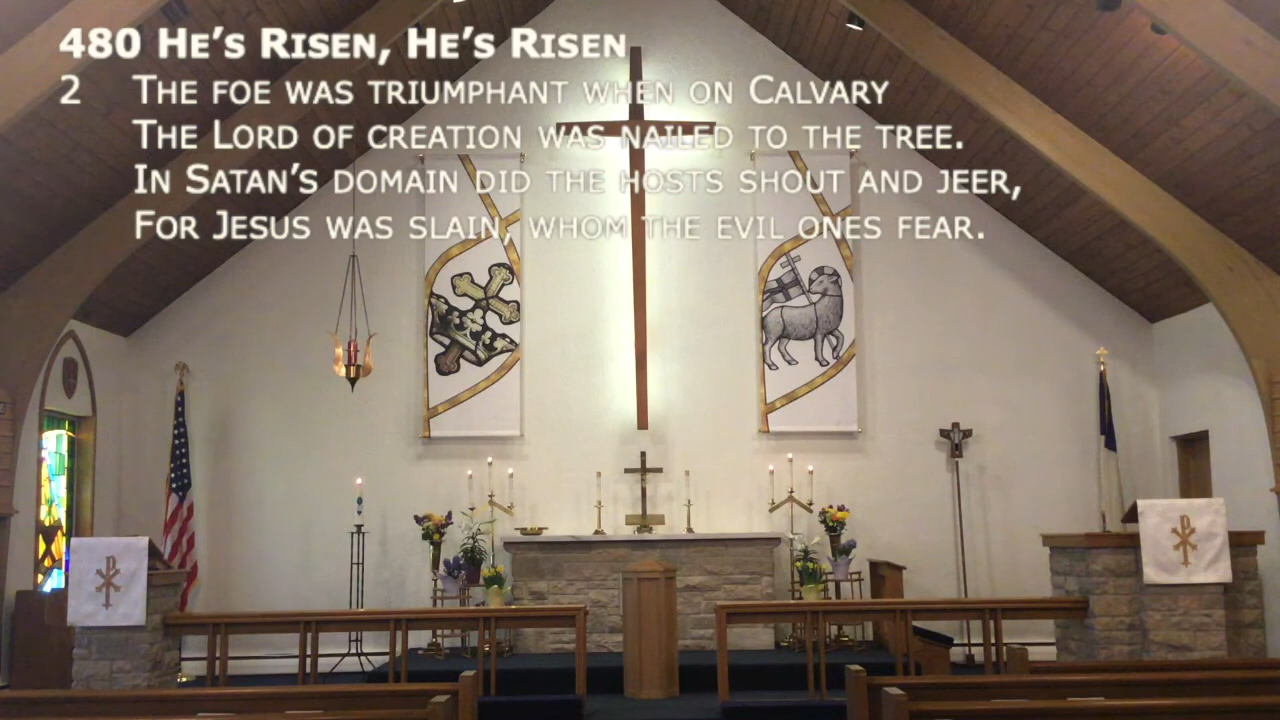 480 He's Risen, He's Risen
2 The foe was triumphant when on Calvary
The Lord of creation was nailed to the tree.
In Satan's domain did the hosts shout and jeer,
For Jesus was slain, whom the evil ones fear.